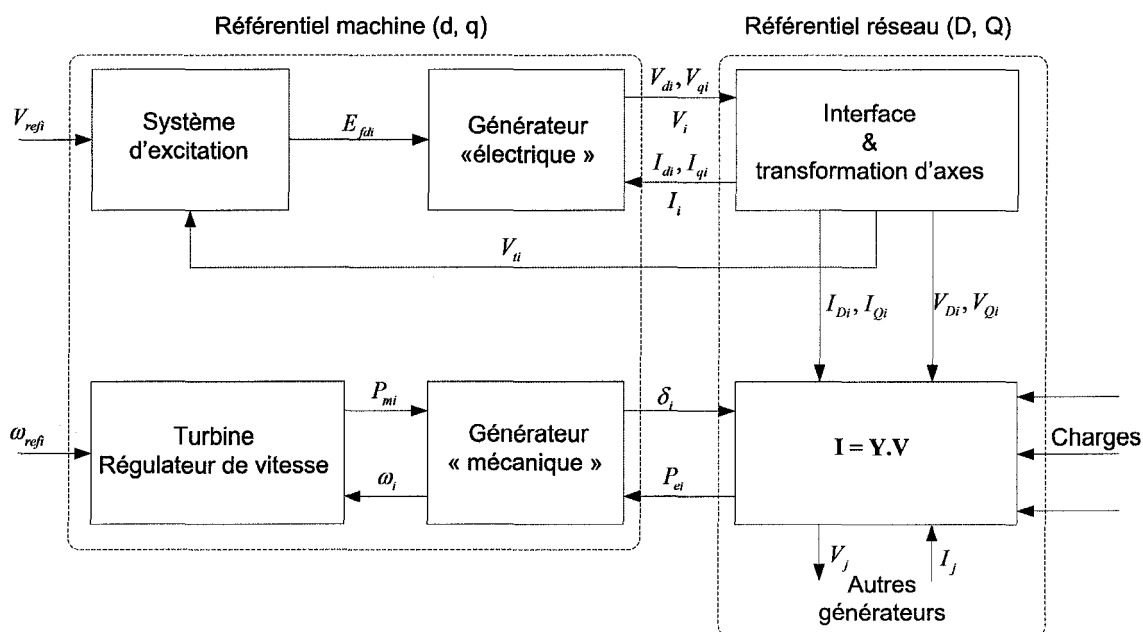 Référentiel machine (d, q)
Référentiel réseau (D, Q)
V_refi
Système
d'excitation
E_fdi
Générateur
«électrique »
V_di, V_qi
V_i
I_di, I_qi
I_i
Interface
&
transformation d'axes
V_ti
I_Di, I_Qi
V_Di, V_Qi
ω_refi
Turbine
Régulateur de vitesse
P_mi
ω_i
Générateur
« mécanique »
δ_i
P_ei
I = Y.V
Charges
V_j
I_j
Autres
générateurs